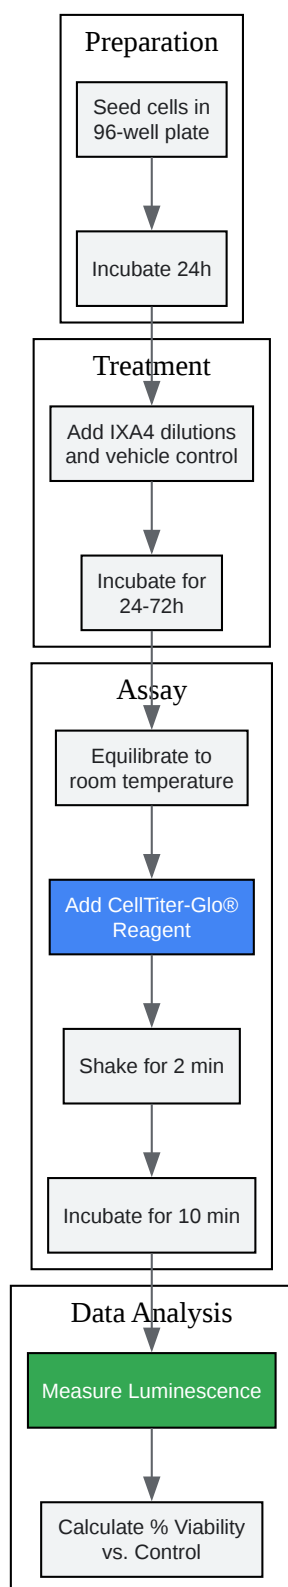 Preparation
Seed cells in
96-well plate
Incubate 24h
Treatment
Add IXA4 dilutions
and vehicle control
Incubate for
24-72h
Assay
Equilibrate to
room temperature
Add CellTiter-Glo®
Reagent
Shake for 2 min
Incubate for 10 min
Data Analysis
Measure Luminescence
Calculate % Viability
vs. Control